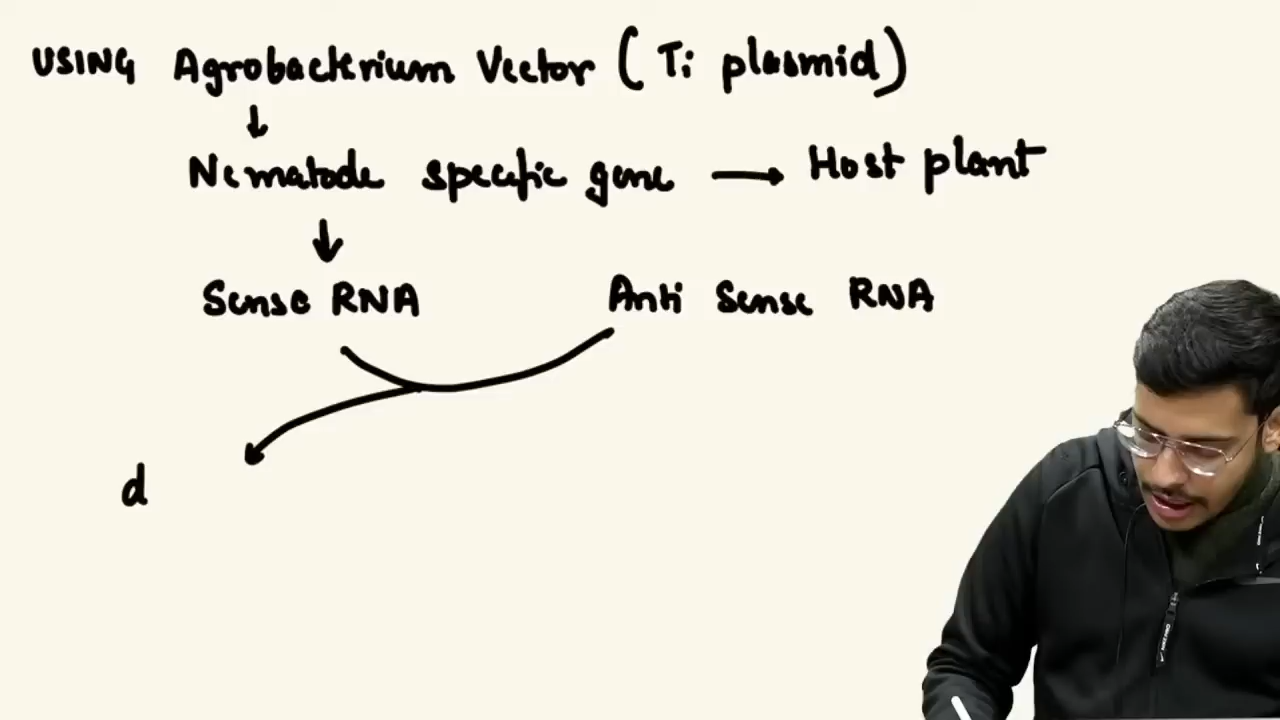 USING Agrobacterium Vector (Ti plasmid)
↓
Nematode specific gene → Host plant
↓
Sense RNA Anti Sense RNA
d